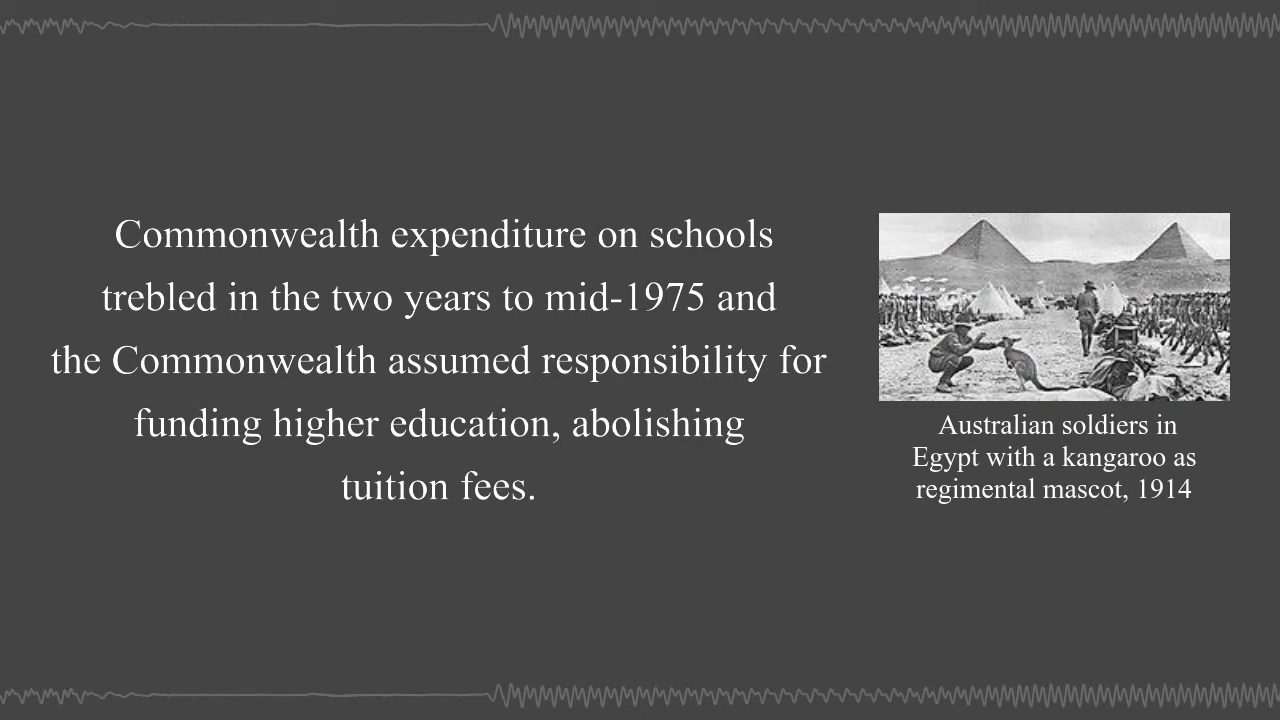 Commonwealth expenditure on schools
trebled in the two years to mid-1975 and
the Commonwealth assumed responsibility for
funding higher education, abolishing
tuition fees.
Australian soldiers in
Egypt with a kangaroo as
regimental mascot, 1914